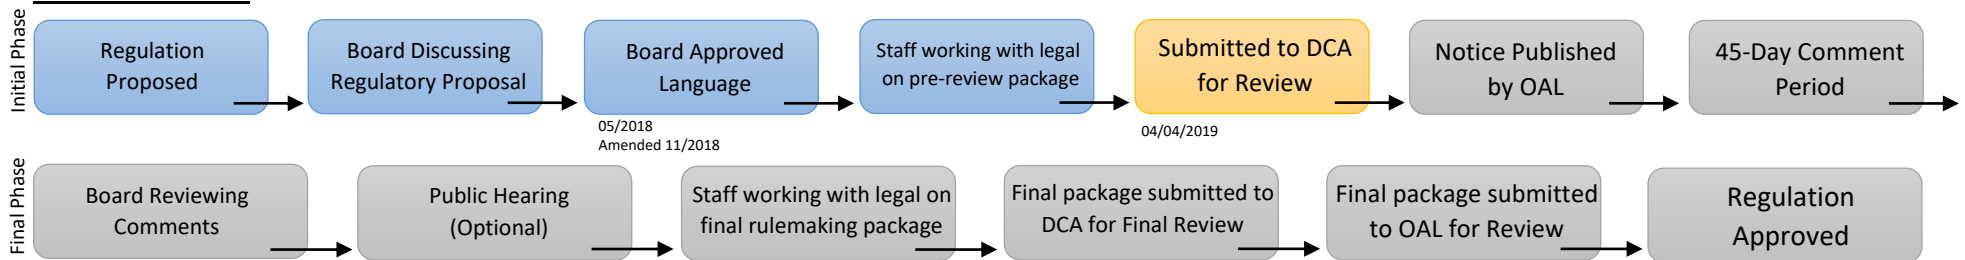 Initial Phase
Regulation
Proposed
Board Discussing
Regulatory Proposal
Board Approved
Language
05/2018
Amended 11/2018
Staff working with legal
on pre-review package
Submitted to DCA
for Review
04/04/2019
Notice Published
by OAL
45-Day Comment
Period
Final Phase
Board Reviewing
Comments
Public Hearing
(Optional)
Staff working with legal on
final rulemaking package
Final package submitted to
DCA for Final Review
Final package submitted
to OAL for Review
Regulation
Approved